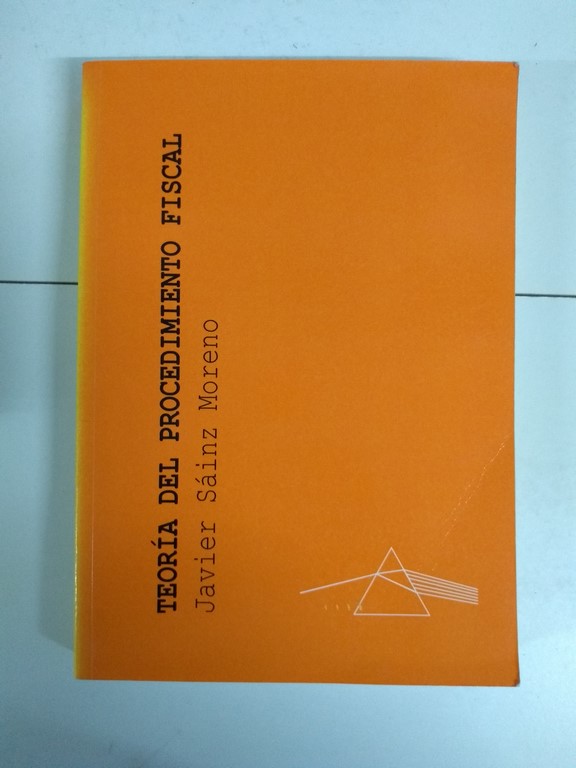 TEORÍA DEL PROCEDIMIENTO FISCAL
Javier Sáinz Moreno